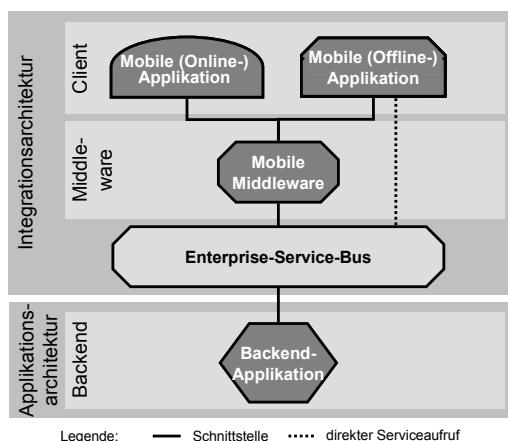 Integrationsarchitektur
Client
Mobile (Online-)
Applikation
Mobile (Offline-)
Applikation
Middle-
ware
Mobile
Middleware
Enterprise-Service-Bus
Applikations-
architektur
Backend
Backend-
Applikation
Legende: Schnittstelle direkter Serviceaufruf